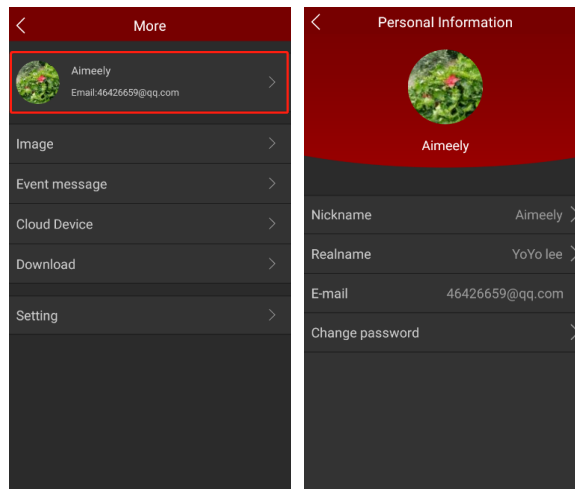 More
Aimeely
Email:46426659@qq.com
Image
Event message
Cloud Device
Download
Setting
Personal Information
Aimeely
Nickname Aimeely
Realname YoYo lee
E-mail 46426659@qq.com
Change password